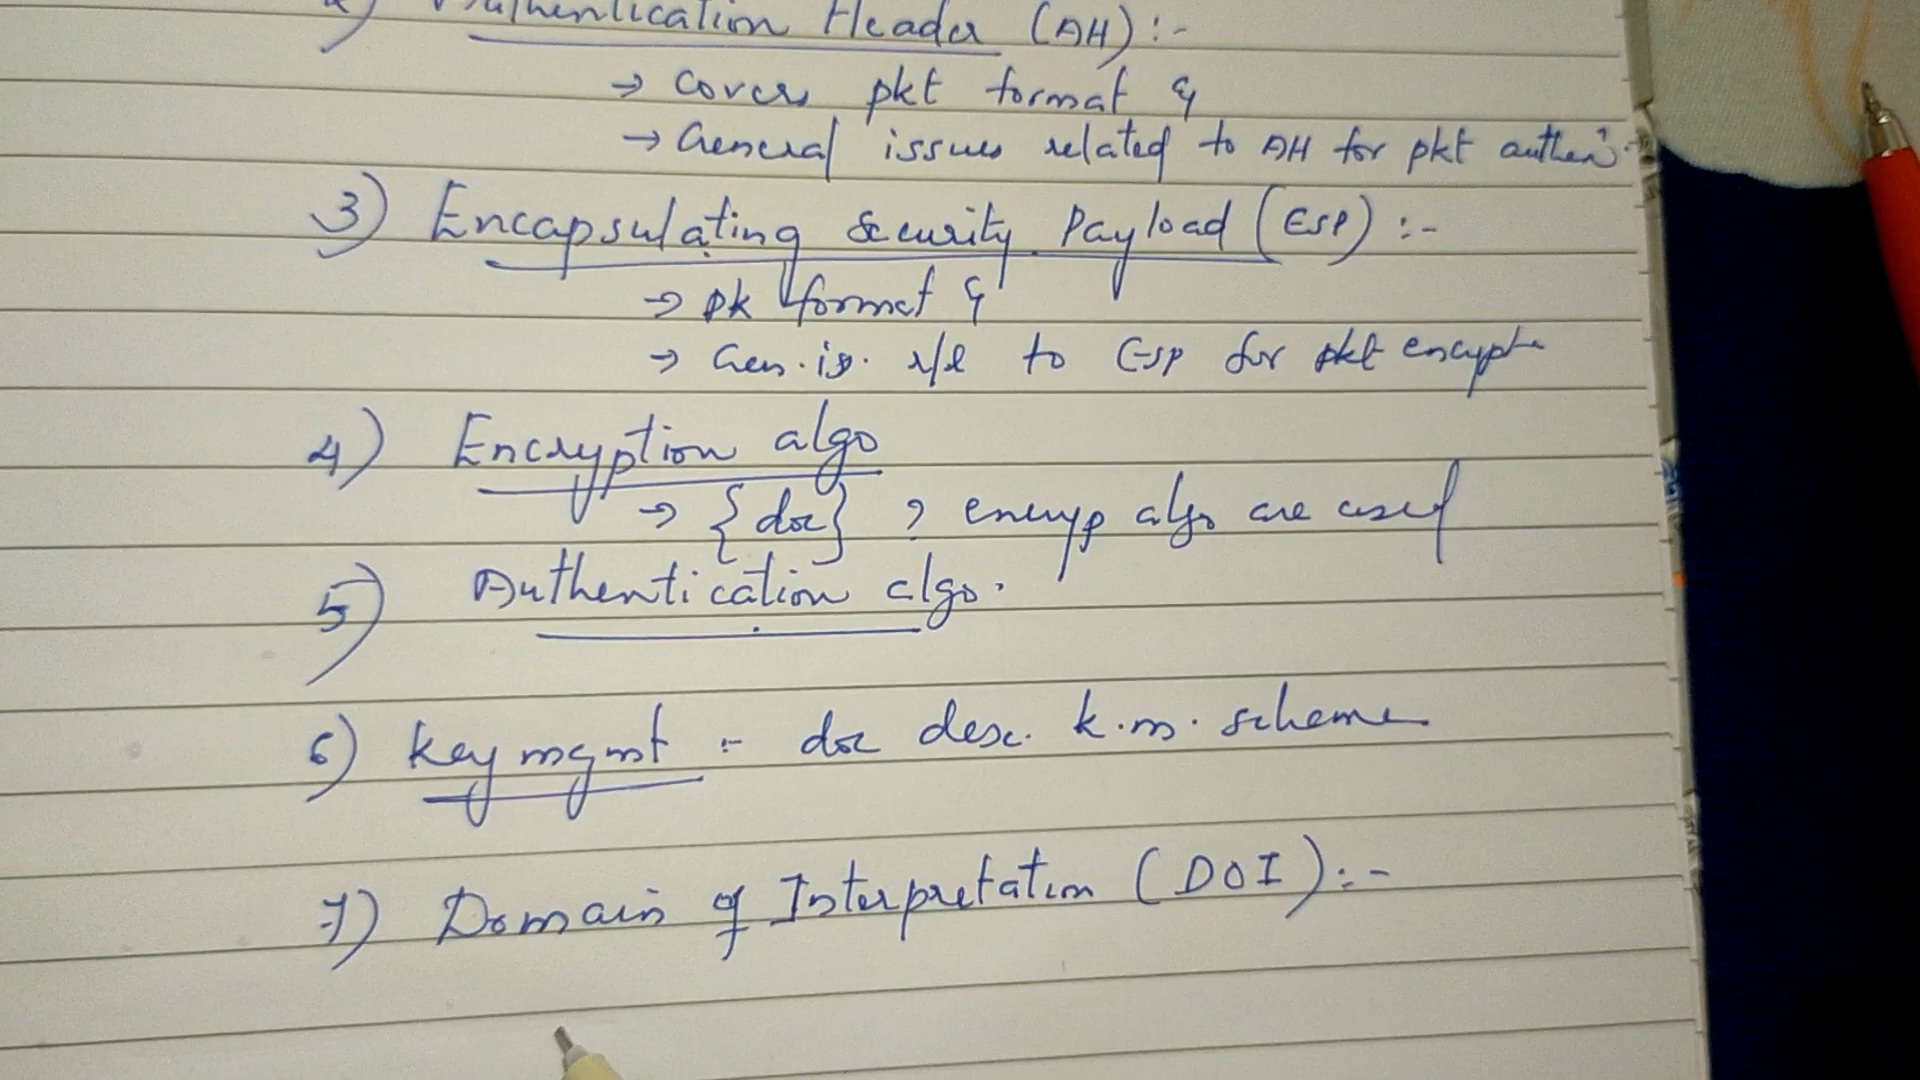 2) Authentication Header (AH):-
→ Covers pkt format &
→ General issues related to AH for pkt authen.
3) Encapsulating Security Payload (ESP):-
→ pk format &
→ Gen. is. r/l to ESP for pkt encrypt
4) Encryption algo
→ {doc} , encryp algo are used
5) Authentication algo.
6) Key mgmt :- doc desc. k.m. scheme
7) Domain of Interpretation (DOI):-